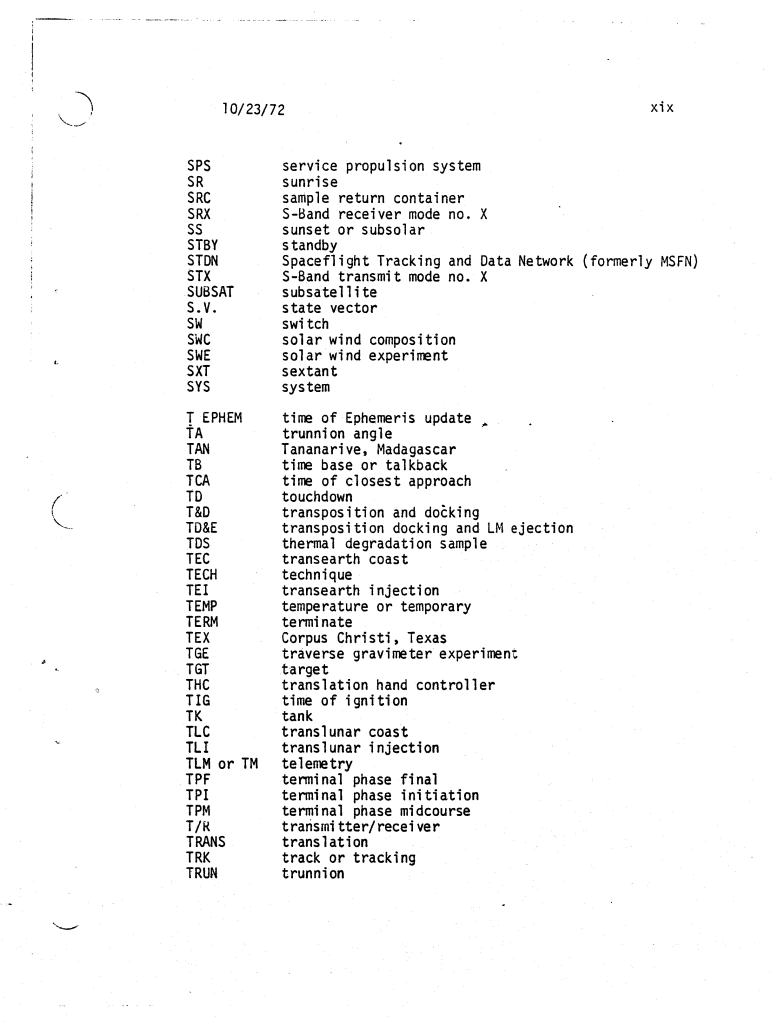 10/23/72 xix
SPS service propulsion system
SR sunrise
SRC sample return container
SRX S-Band receiver mode no. X
SS sunset or subsolar
STBY standby
STDN Spaceflight Tracking and Data Network (formerly MSFN)
STX S-Band transmit mode no. X
SUBSAT subsatellite
S.V. state vector
SW switch
SWC solar wind composition
SWE solar wind experiment
SXT sextant
SYS system
T EPHEM time of Ephemeris update
TA trunnion angle
TAN Tananarive, Madagascar
TB time base or talkback
TCA time of closest approach
TD touchdown
T&D transposition and docking
TD&E transposition docking and LM ejection
TDS thermal degradation sample
TEC transearth coast
TECH technique
TEI transearth injection
TEMP temperature or temporary
TERM terminate
TEX Corpus Christi, Texas
TGE traverse gravimeter experiment
TGT target
THC translation hand controller
TIG time of ignition
TK tank
TLC translunar coast
TLI translunar injection
TLM or TM telemetry
TPF terminal phase final
TPI terminal phase initiation
TPM terminal phase midcourse
T/R transmitter/receiver
TRANS translation
TRK track or tracking
TRUN trunnion